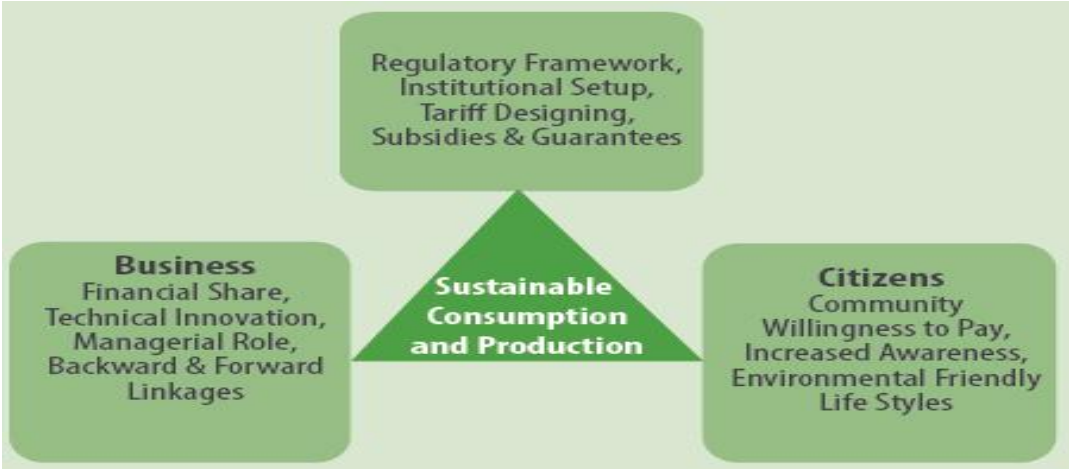 Regulatory Framework,
Institutional Setup,
Tariff Designing,
Subsidies & Guarantees
Business
Financial Share,
Technical Innovation,
Managerial Role,
Backward & Forward
Linkages
Sustainable
Consumption
and Production
Citizens
Community
Willingness to Pay,
Increased Awareness,
Environmental Friendly
Life Styles